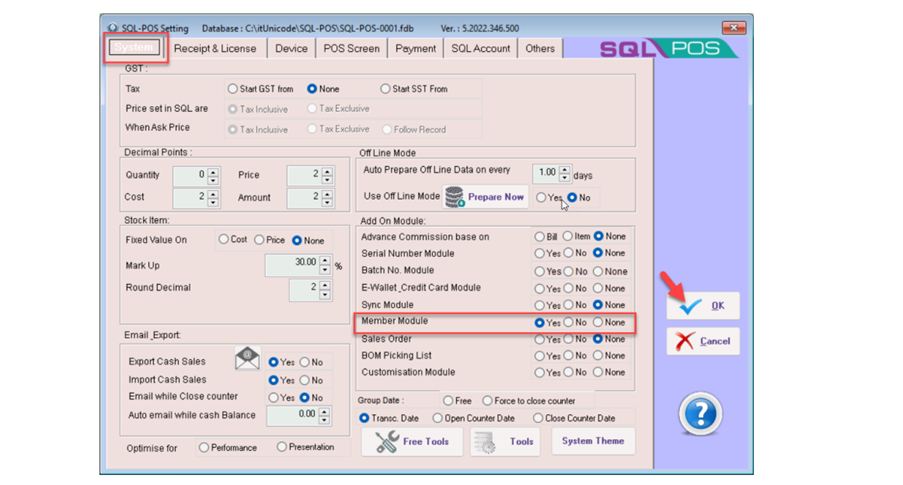 SQL-POS Setting Database : C:\itUnicode\SQL-POS\SQL-POS-0001.fdb Ver. : 5.2022.346.500
System Receipt & License Device POS Screen Payment SQL Account Others SQL POS
GST :
Tax Start GST from None Start SST From
Price set in SQL are Tax Inclusive Tax Exclusive
When Ask Price Tax Inclusive Tax Exclusive Follow Record
Decimal Points :
Quantity 0 Price 2
Cost 2 Amount 2
Off Line Mode
Auto Prepare Off Line Data on every 1.00 days
Use Off Line Mode Prepare Now Yes No
Stock Item:
Fixed Value On Cost Price None
Mark Up 30.00 %
Round Decimal 2
Add On Module:
Advance Commission base on Bill Item None
Serial Number Module Yes No None
Batch No. Module Yes No None
E-Wallet_Credit Card Module Yes No None
Sync Module Yes No None
Member Module Yes No None
Sales Order Yes No None
BOM Picking List Yes No None
Customisation Module Yes No None
Email_Export:
Export Cash Sales Yes No
Import Cash Sales Yes No
Email while Close counter Yes No
Auto email while cash Balance 0.00
Optimise for Performance Presentation
Group Date : Free Force to close counter
Transc. Date Open Counter Date Close Counter Date
Free Tools Tools System Theme
OK
Cancel
?